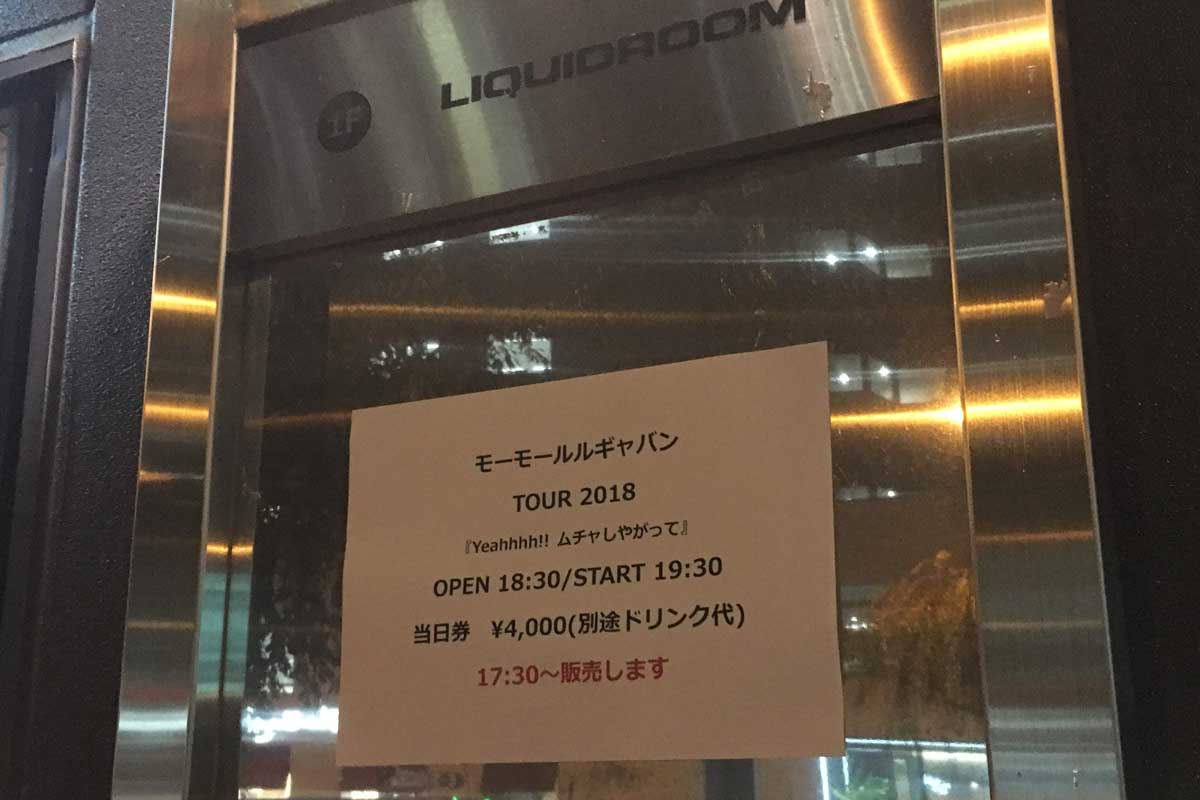 1F LIQUIDROOM
モーモールルギャバン
TOUR 2018
『Yeahhhh!! ムチャしやがって』
OPEN 18:30/START 19:30
当日券 ¥4,000(別途ドリンク代)
17:30～販売します